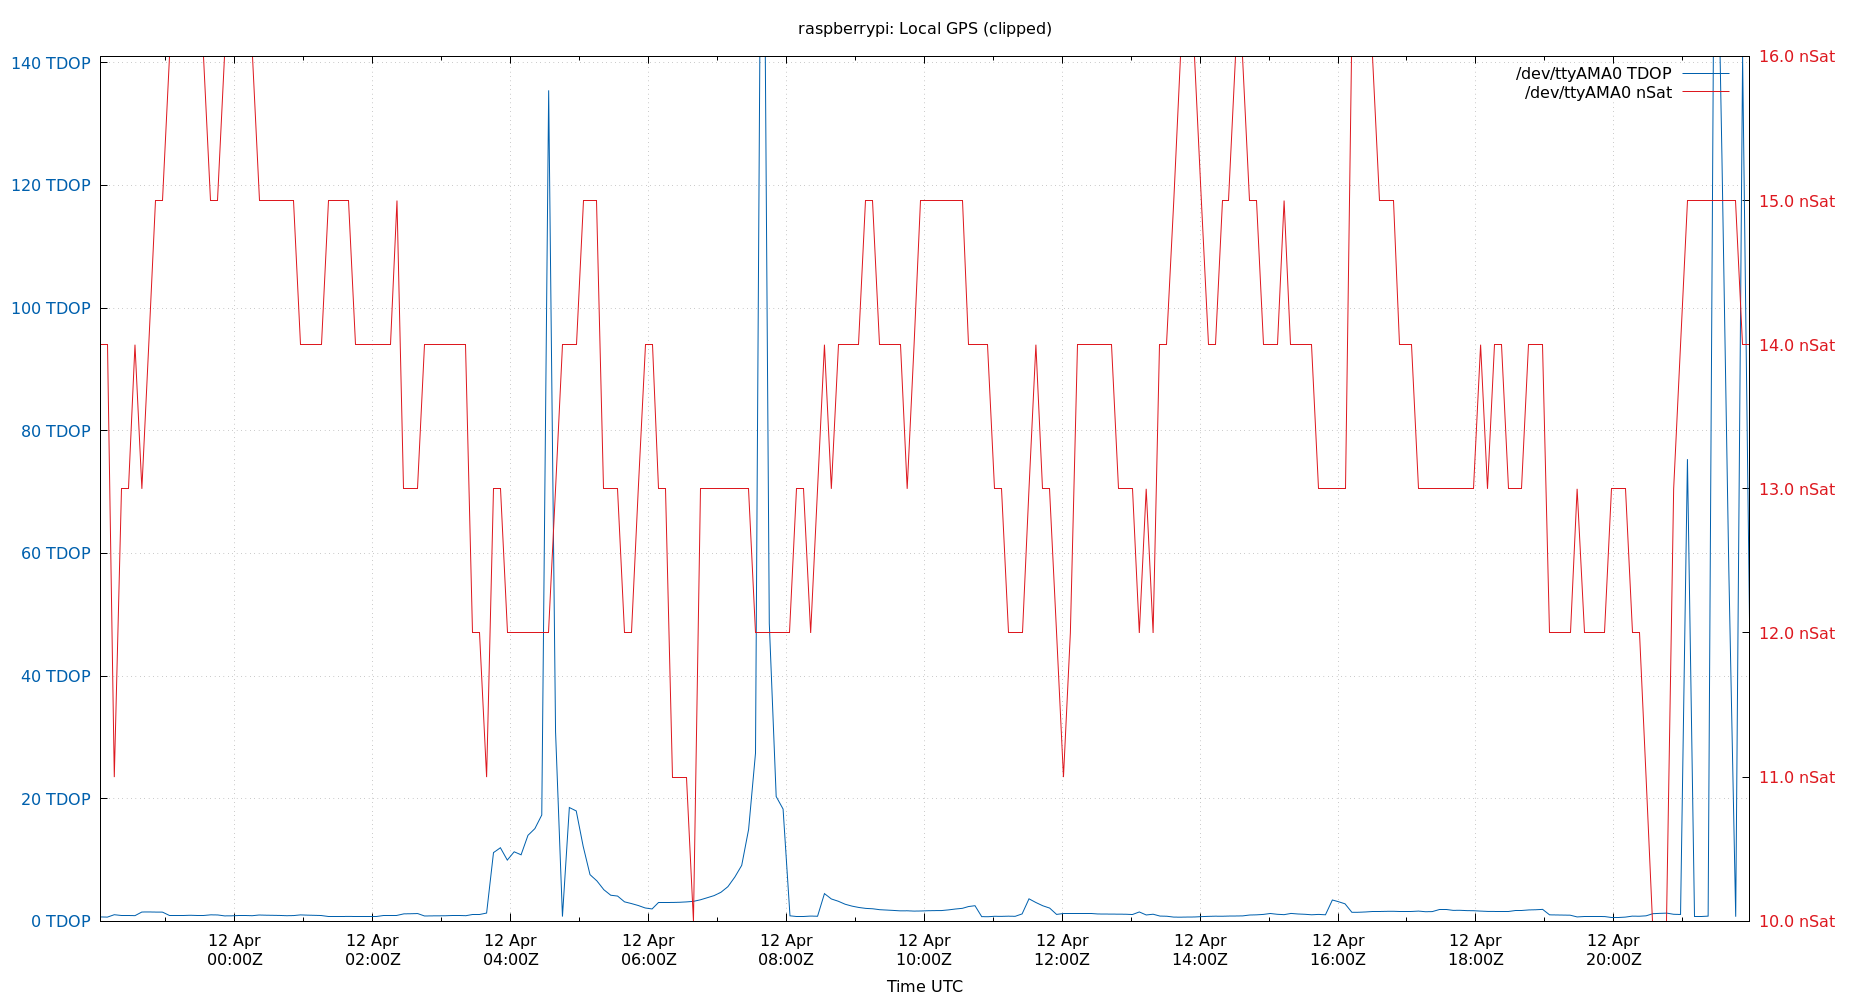 raspberrypi: Local GPS (clipped)
140 TDOP
120 TDOP
100 TDOP
80 TDOP
60 TDOP
40 TDOP
20 TDOP
0 TDOP
/dev/ttyAMA0 TDOP
/dev/ttyAMA0 nSat
16.0 nSat
15.0 nSat
14.0 nSat
13.0 nSat
12.0 nSat
11.0 nSat
10.0 nSat
12 Apr
00:00Z
12 Apr
02:00Z
12 Apr
04:00Z
12 Apr
06:00Z
12 Apr
08:00Z
12 Apr
10:00Z
12 Apr
12:00Z
12 Apr
14:00Z
12 Apr
16:00Z
12 Apr
18:00Z
12 Apr
20:00Z
Time UTC